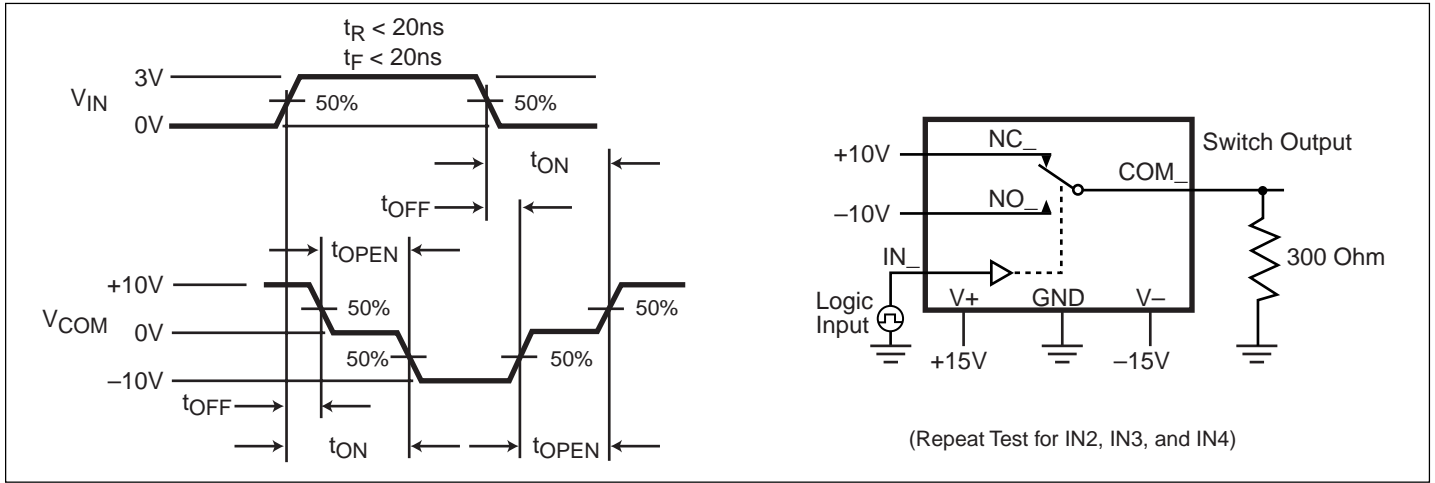 tR < 20ns
tF < 20ns
3V
VIN
50%
50%
0V
tON
tOFF
tOPEN
+10V
50%
50%
VCOM
0V
50%
50%
–10V
tOFF
tON
tOPEN
Switch Output
+10V
NC_
COM_
–10V
NO_
IN_
300 Ohm
Logic
Input
V+
GND
V–
+15V
–15V
(Repeat Test for IN2, IN3, and IN4)